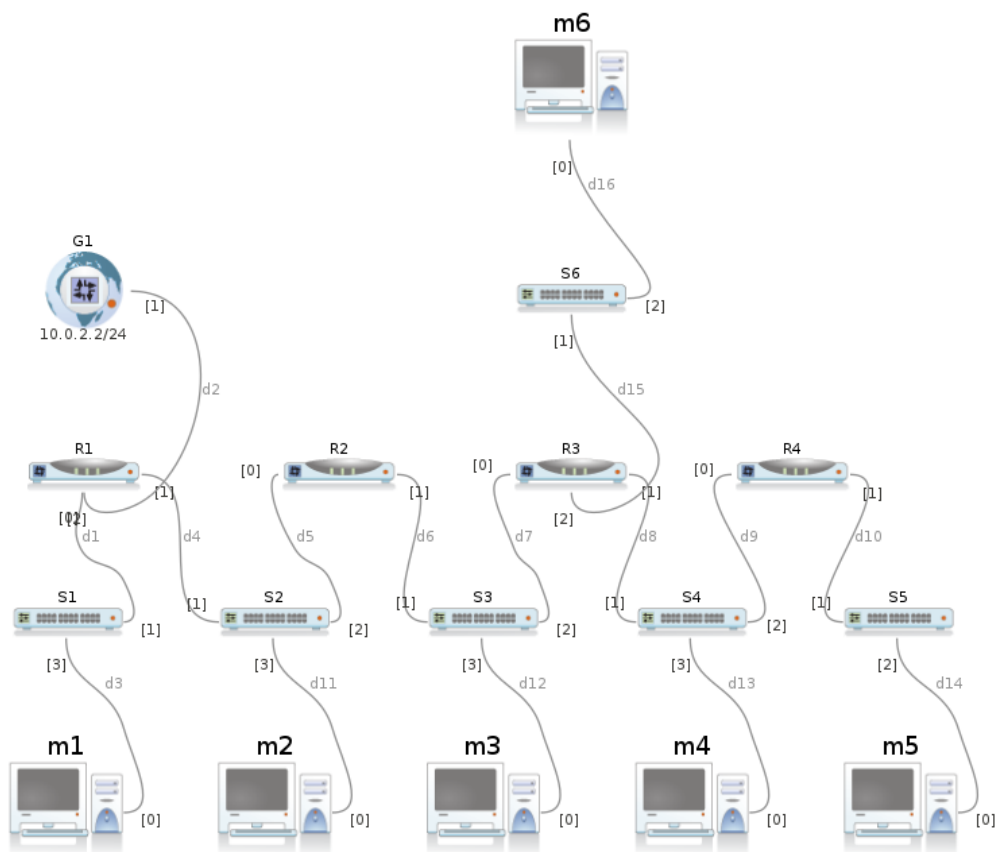 m6
[0]
d16
G1
S6
[1]
[2]
10.0.2.2/24
[1]
d2
d15
R1
R2
R3
R4
[0]
[0]
[0]
[1]
[1]
[1]
[1]
[0]
[2]
[2]
d1
d4
d5
d6
d7
d8
d9
d10
S1
S2
S3
S4
S5
[1]
[1]
[1]
[1]
[1]
[2]
[2]
[2]
[3]
[3]
[3]
[3]
[2]
d3
d11
d12
d13
d14
m1
m2
m3
m4
m5
[0]
[0]
[0]
[0]
[0]